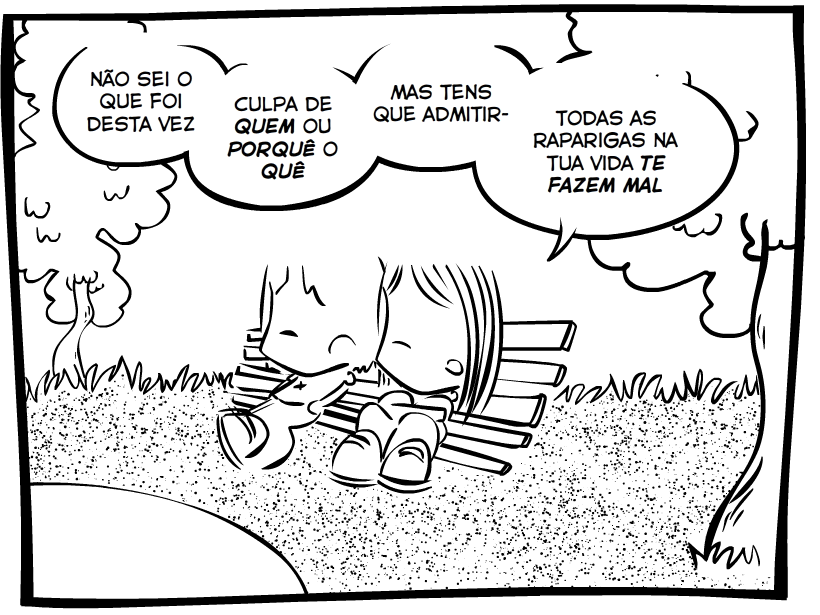 NÃO SEI O
QUE FOI
DESTA VEZ
CULPA DE
QUEM OU
PORQUÊ O
QUÊ
MAS TENS
QUE ADMITIR-
TODAS AS
RAPARIGAS NA
TUA VIDA TE
FAZEM MAL